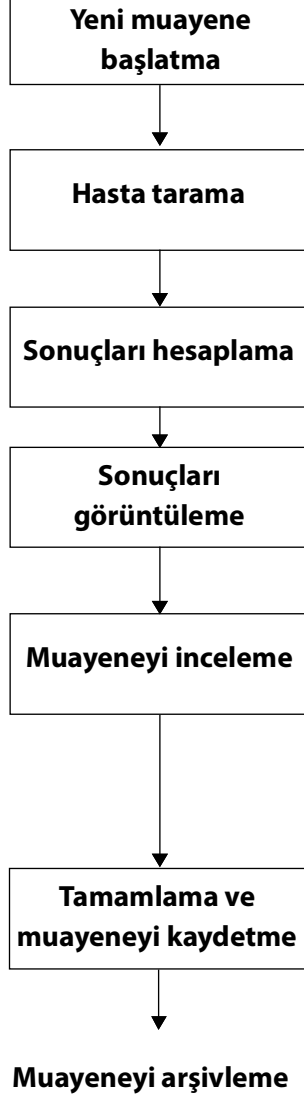 Yeni muayene
başlatma
Hasta tarama
Sonuçları hesaplama
Sonuçları
görüntüleme
Muayeneyi inceleme
Tamamlama ve
muayeneyi kaydetme
Muayeneyi arşivleme